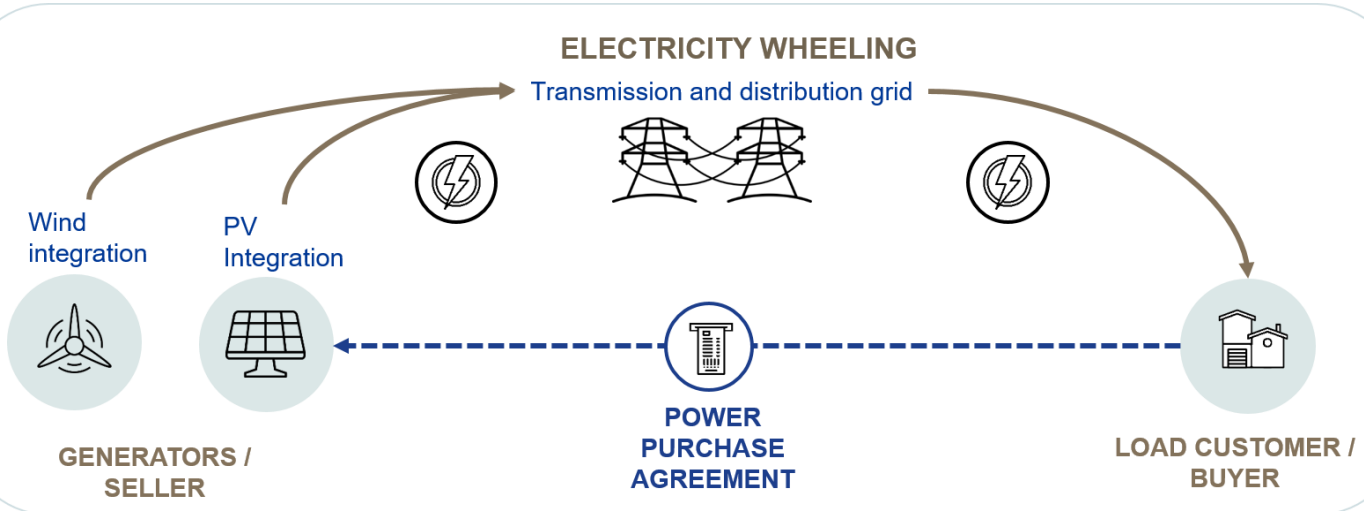 ELECTRICITY WHEELING
Transmission and distribution grid
Wind
integration
PV
Integration
POWER
PURCHASE
AGREEMENT
GENERATORS /
SELLER
LOAD CUSTOMER /
BUYER